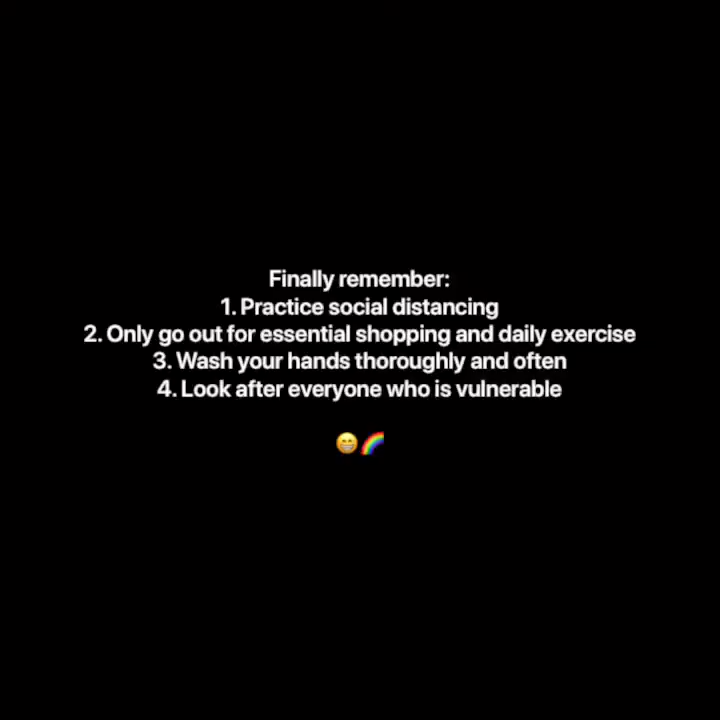 Finally remember:
1. Practice social distancing
2. Only go out for essential shopping and daily exercise
3. Wash your hands thoroughly and often
4. Look after everyone who is vulnerable
😁🌈